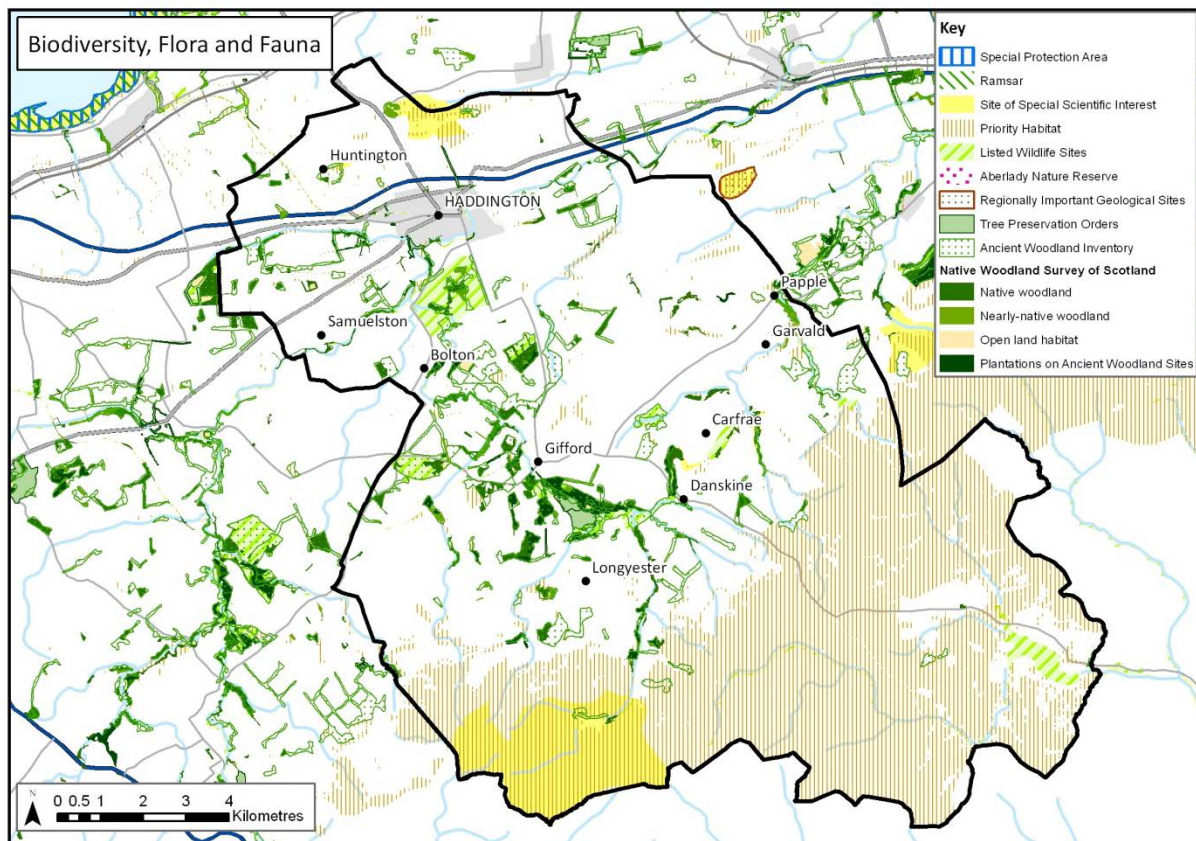 Biodiversity, Flora and Fauna
Key
Special Protection Area
Ramsar
Site of Special Scientific Interest
Priority Habitat
Listed Wildlife Sites
Aberlady Nature Reserve
Regionally Important Geological Sites
Tree Preservation Orders
Ancient Woodland Inventory
Native Woodland Survey of Scotland
Native woodland
Nearly-native woodland
Open land habitat
Plantations on Ancient Woodland Sites
Huntington
HADDINGTON
Papple
Samuelston
Garvald
Bolton
Carfrae
Gifford
Danskine
Longyester
N
0 0.5 1 2 3 4
Kilometres